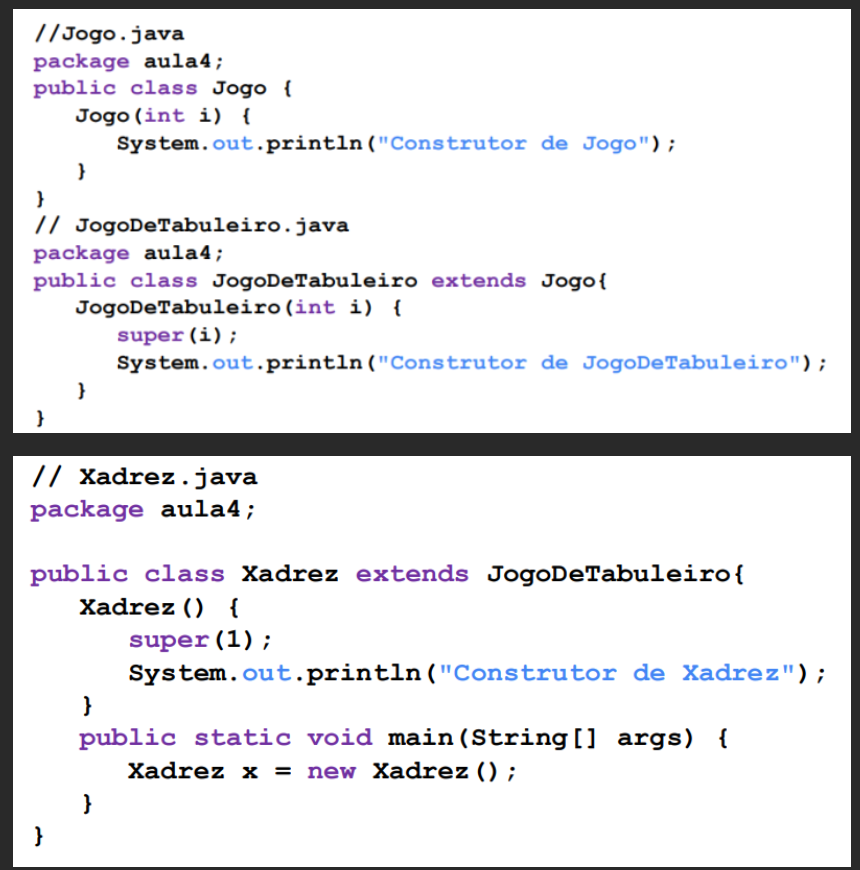 //Jogo.java
package aula4;
public class Jogo {
Jogo(int i) {
System.out.println("Construtor de Jogo");
}
}
// JogoDeTabuleiro.java
package aula4;
public class JogoDeTabuleiro extends Jogo{
JogoDeTabuleiro(int i) {
super(i);
System.out.println("Construtor de JogoDeTabuleiro");
}
}
// Xadrez.java
package aula4;
public class Xadrez extends JogoDeTabuleiro{
Xadrez() {
super(1);
System.out.println("Construtor de Xadrez");
}
public static void main(String[] args) {
Xadrez x = new Xadrez();
}
}